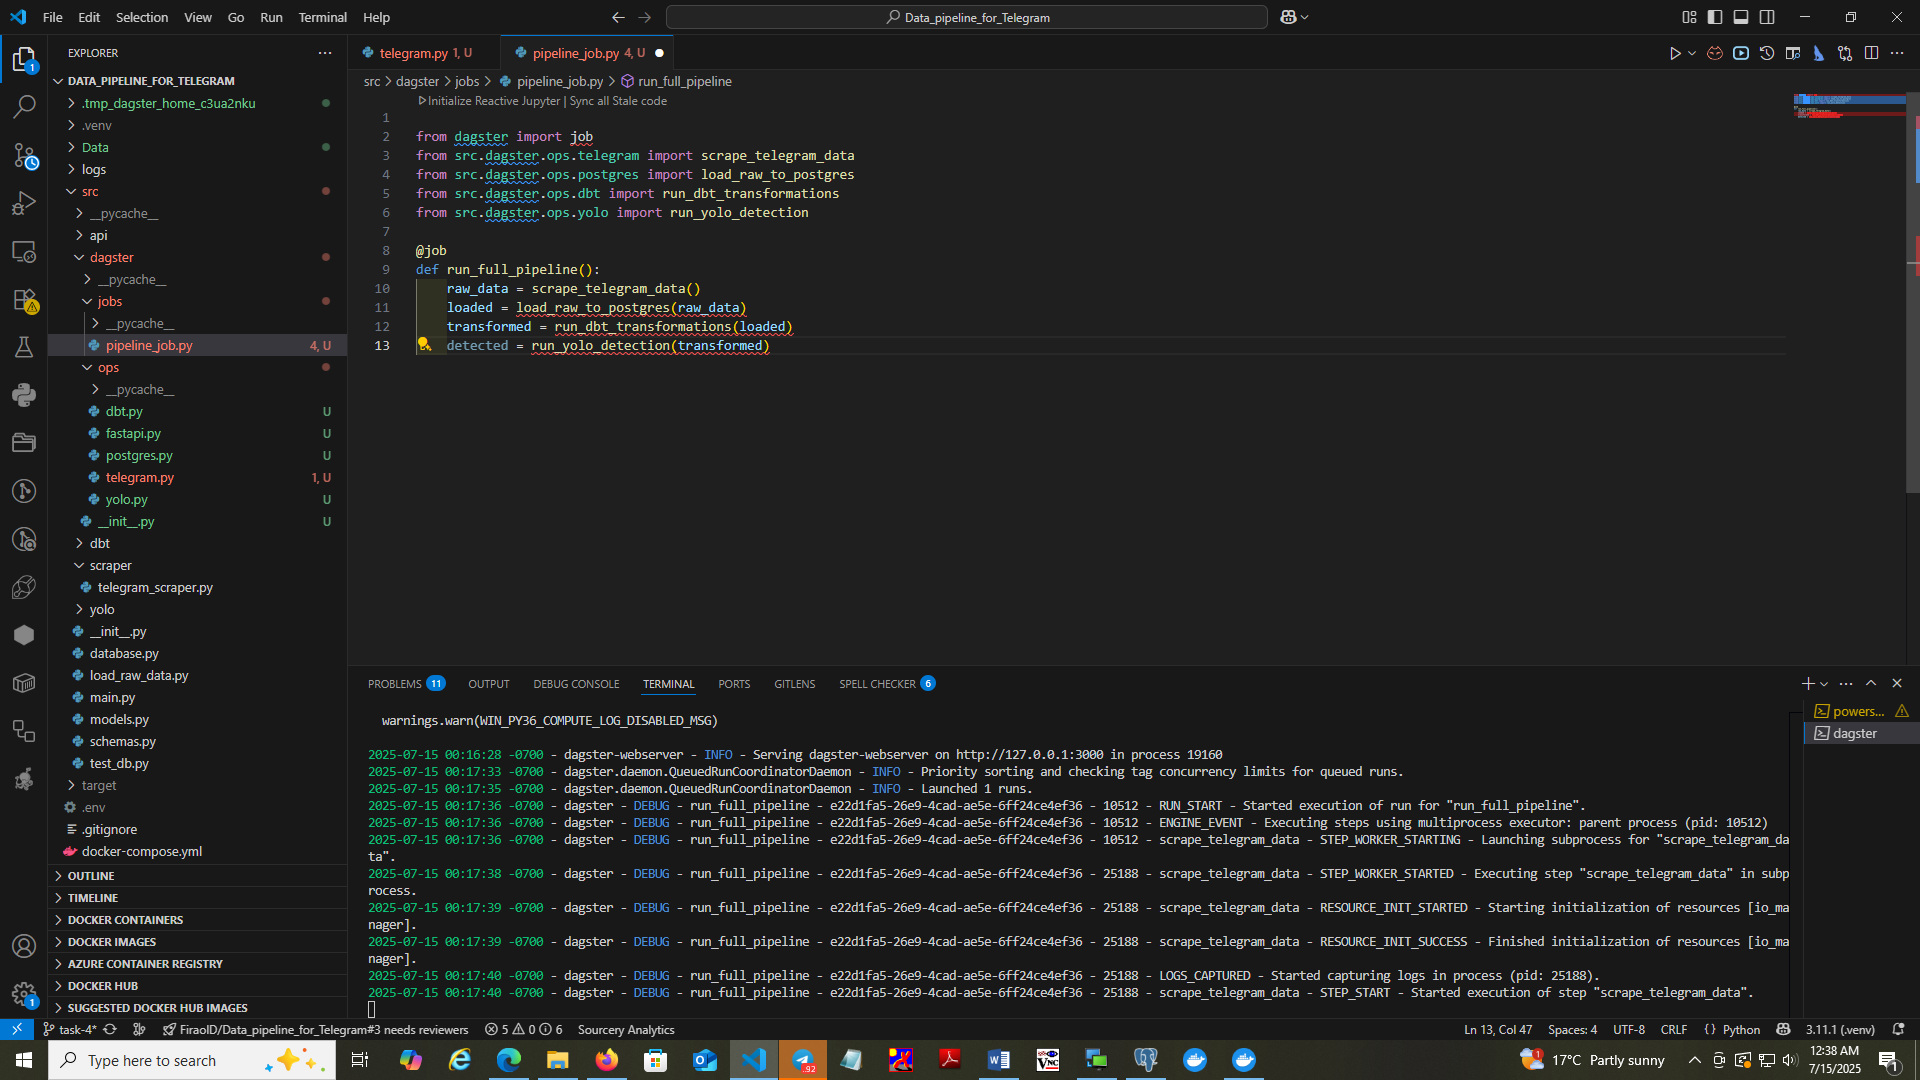 File Edit Selection View Go Run Terminal Help
Data_pipeline_for_Telegram
EXPLORER
telegram.py 1, U
pipeline_job.py 4, U
DATA_PIPELINE_FOR_TELEGRAM
.tmp_dagster_home_c3ua2nku
.venv
Data
logs
src
__pycache__
api
dagster
__pycache__
jobs
__pycache__
pipeline_job.py 4, U
ops
__pycache__
dbt.py U
fastapi.py U
postgres.py U
telegram.py 1, U
yolo.py U
__init__.py U
dbt
scraper
telegram_scraper.py
yolo
__init__.py
database.py
load_raw_data.py
main.py
models.py
schemas.py
test_db.py
target
.env
.gitignore
docker-compose.yml
OUTLINE
TIMELINE
DOCKER CONTAINERS
DOCKER IMAGES
AZURE CONTAINER REGISTRY
DOCKER HUB
SUGGESTED DOCKER HUB IMAGES
src > dagster > jobs > pipeline_job.py > run_full_pipeline
Initialize Reactive Jupyter | Sync all Stale code
1
2 from dagster import job
3 from src.dagster.ops.telegram import scrape_telegram_data
4 from src.dagster.ops.postgres import load_raw_to_postgres
5 from src.dagster.ops.dbt import run_dbt_transformations
6 from src.dagster.ops.yolo import run_yolo_detection
7
8 @job
9 def run_full_pipeline():
10 raw_data = scrape_telegram_data()
11 loaded = load_raw_to_postgres(raw_data)
12 transformed = run_dbt_transformations(loaded)
13 detected = run_yolo_detection(transformed)
PROBLEMS 11 OUTPUT DEBUG CONSOLE TERMINAL PORTS GITLENS SPELL CHECKER 6
powers...
dagster
warnings.warn(WIN_PY36_COMPUTE_LOG_DISABLED_MSG)
2025-07-15 00:16:28 -0700 - dagster-webserver - INFO - Serving dagster-webserver on http://127.0.0.1:3000 in process 19160
2025-07-15 00:17:33 -0700 - dagster.daemon.QueuedRunCoordinatorDaemon - INFO - Priority sorting and checking tag concurrency limits for queued runs.
2025-07-15 00:17:35 -0700 - dagster.daemon.QueuedRunCoordinatorDaemon - INFO - Launched 1 runs.
2025-07-15 00:17:36 -0700 - dagster - DEBUG - run_full_pipeline - e22d1fa5-26e9-4cad-ae5e-6ff24ce4ef36 - 10512 - RUN_START - Started execution of run for "run_full_pipeline".
2025-07-15 00:17:36 -0700 - dagster - DEBUG - run_full_pipeline - e22d1fa5-26e9-4cad-ae5e-6ff24ce4ef36 - 10512 - ENGINE_EVENT - Executing steps using multiprocess executor: parent process (pid: 10512)
2025-07-15 00:17:36 -0700 - dagster - DEBUG - run_full_pipeline - e22d1fa5-26e9-4cad-ae5e-6ff24ce4ef36 - 10512 - scrape_telegram_data - STEP_WORKER_STARTING - Launching subprocess for "scrape_telegram_da
ta".
2025-07-15 00:17:38 -0700 - dagster - DEBUG - run_full_pipeline - e22d1fa5-26e9-4cad-ae5e-6ff24ce4ef36 - 25188 - scrape_telegram_data - STEP_WORKER_STARTED - Executing step "scrape_telegram_data" in subp
rocess.
2025-07-15 00:17:39 -0700 - dagster - DEBUG - run_full_pipeline - e22d1fa5-26e9-4cad-ae5e-6ff24ce4ef36 - 25188 - scrape_telegram_data - RESOURCE_INIT_STARTED - Starting initialization of resources [io_ma
nager].
2025-07-15 00:17:39 -0700 - dagster - DEBUG - run_full_pipeline - e22d1fa5-26e9-4cad-ae5e-6ff24ce4ef36 - 25188 - scrape_telegram_data - RESOURCE_INIT_SUCCESS - Finished initialization of resources [io_ma
nager].
2025-07-15 00:17:40 -0700 - dagster - DEBUG - run_full_pipeline - e22d1fa5-26e9-4cad-ae5e-6ff24ce4ef36 - 25188 - LOGS_CAPTURED - Started capturing logs in process (pid: 25188).
2025-07-15 00:17:40 -0700 - dagster - DEBUG - run_full_pipeline - e22d1fa5-26e9-4cad-ae5e-6ff24ce4ef36 - 25188 - scrape_telegram_data - STEP_START - Started execution of step "scrape_telegram_data".
task-4* FiraolD/Data_pipeline_for_Telegram#3 needs reviewers 5 0 6 Sourcery Analytics Ln 13, Col 47 Spaces: 4 UTF-8 CRLF {} Python 3.11.1 (.venv)
Type here to search
17°C Partly sunny
12:38 AM
7/15/2025